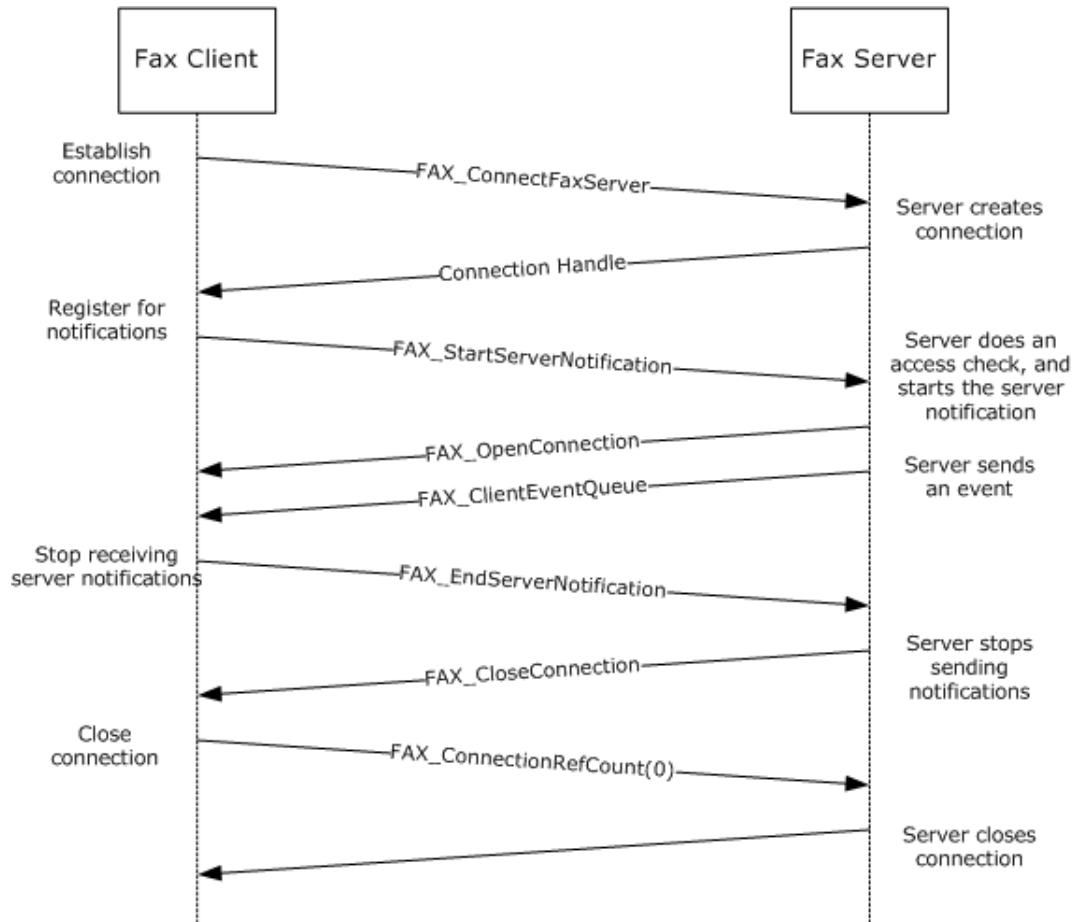 Fax Client
Fax Server
Establish
connection
FAX_ConnectFaxServer
Server creates
connection
Connection Handle
Register for
notifications
FAX_StartServerNotification
Server does an
access check, and
starts the server
notification
FAX_OpenConnection
Server sends
an event
FAX_ClientEventQueue
Stop receiving
server notifications
FAX_EndServerNotification
Server stops
sending
notifications
FAX_CloseConnection
Close
connection
FAX_ConnectionRefCount(0)
Server closes
connection